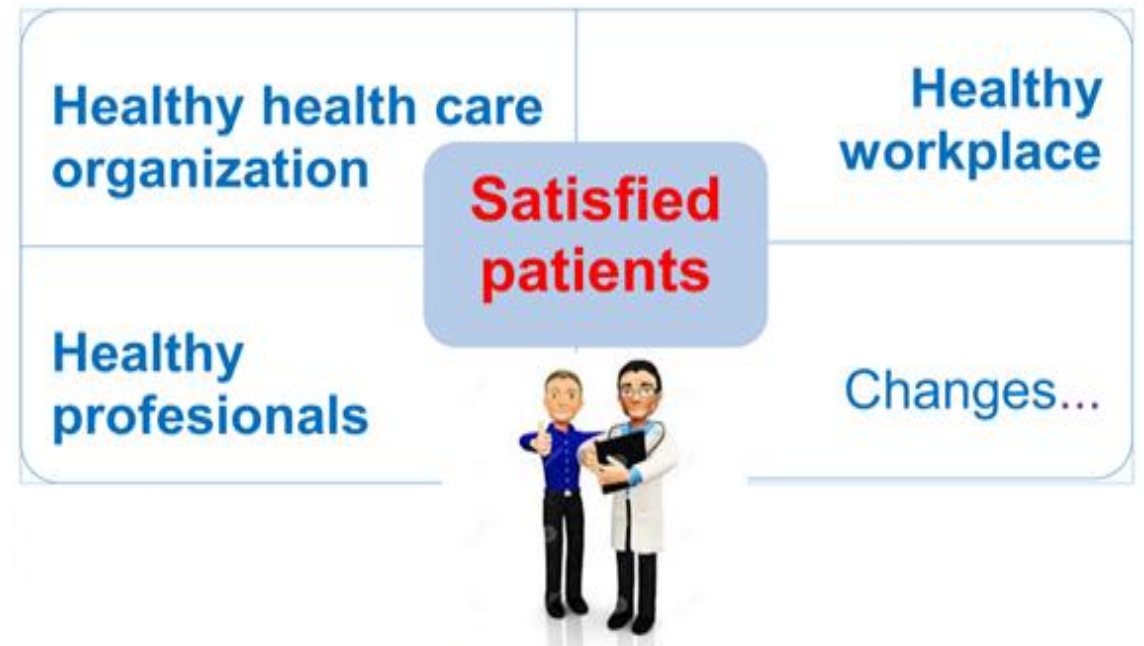 Healthy health care
organization
Healthy
workplace
Satisfied
patients
Healthy
profesionals
Changes...